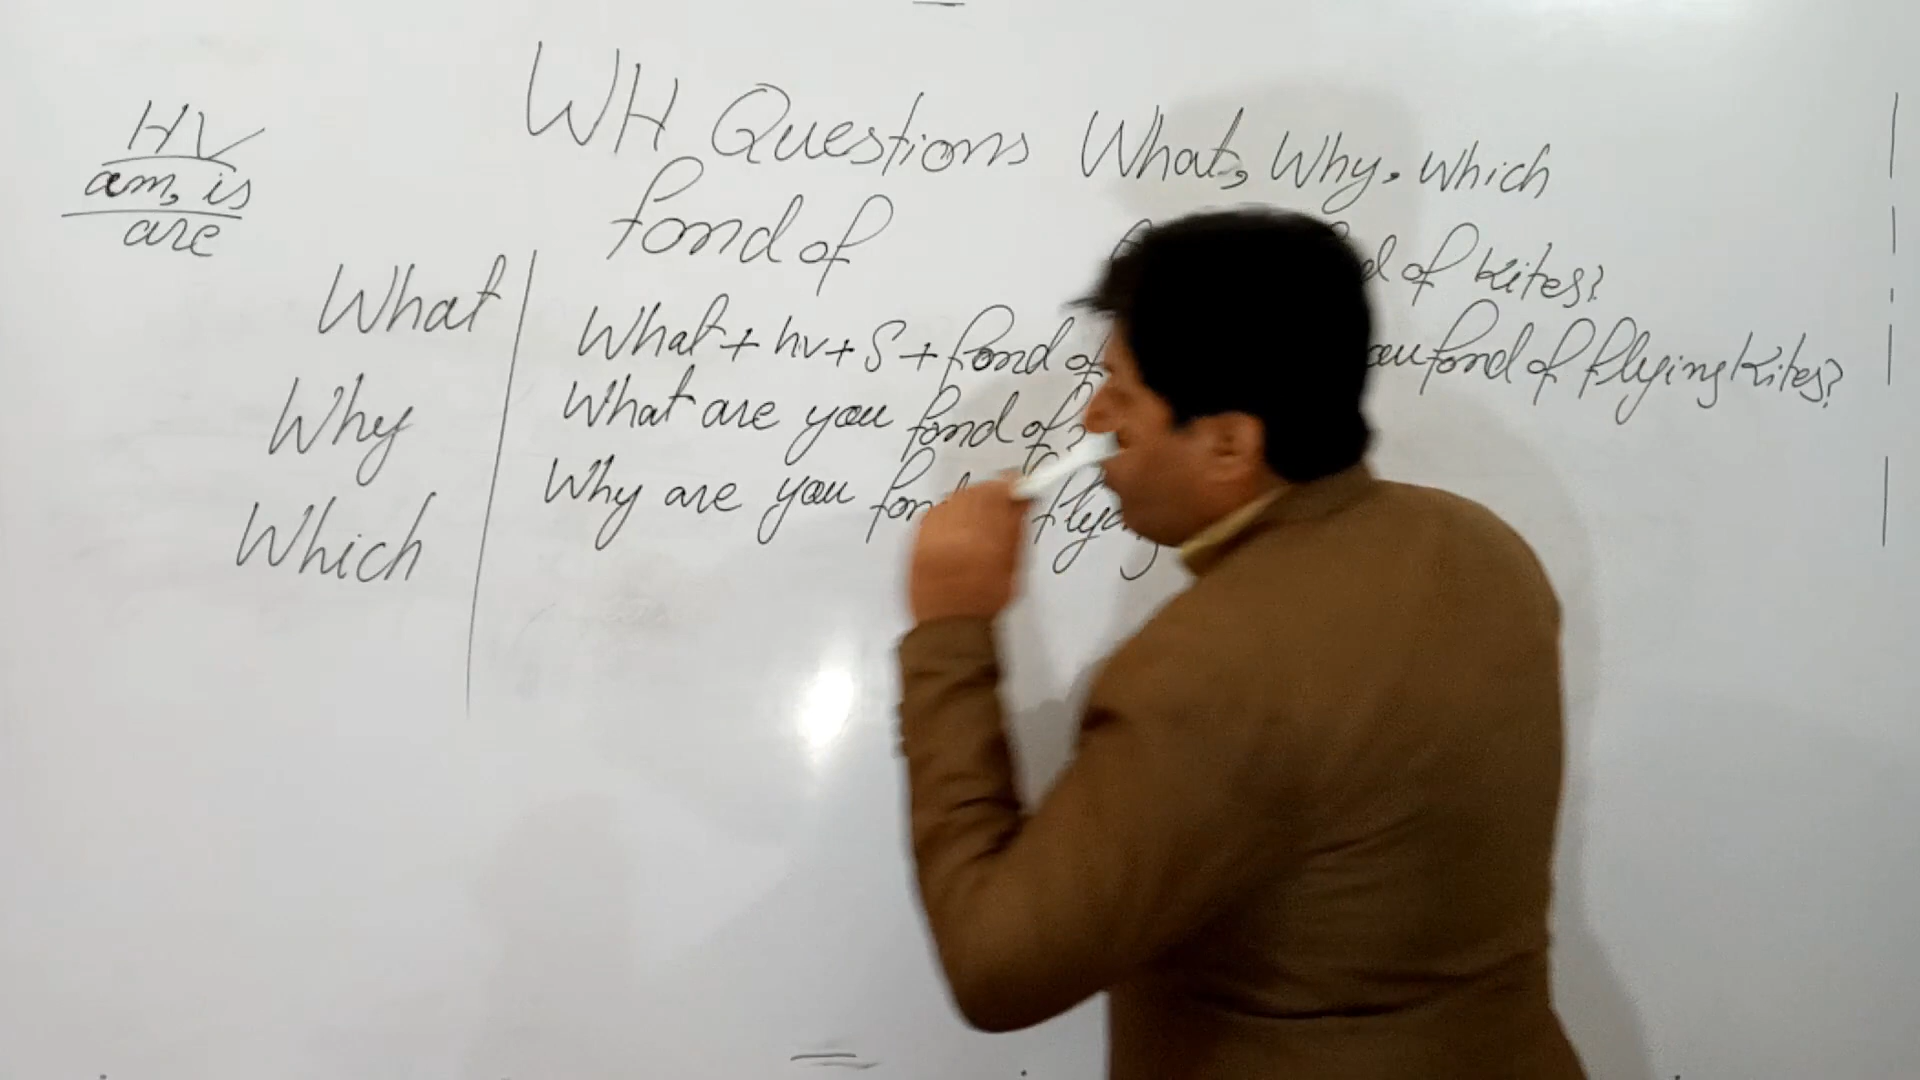 HV
am, is
are
WH Questions What, Why, Which
fond of
of kites?
What
What + hv + S + fond of
fond of flying kites?
Why
What are you fond of?
Why are you
Which